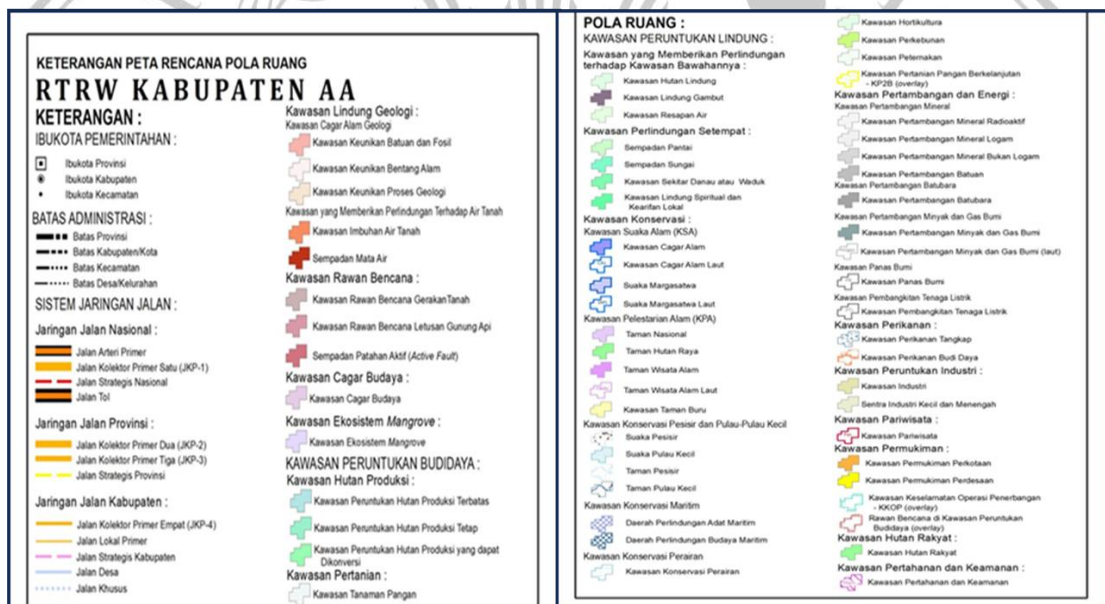 KETERANGAN PETA RENCANA POLA RUANG
RTRW KABUPATEN AA
KETERANGAN :
IBUKOTA PEMERINTAHAN :
Ibukota Provinsi
Ibukota Kabupaten
Ibukota Kecamatan
BATAS ADMINISTRASI :
Batas Provinsi
Batas Kabupaten/Kota
Batas Kecamatan
Batas Desa/Kelurahan
SISTEM JARINGAN JALAN :
Jaringan Jalan Nasional :
Jalan Arteri Primer
Jalan Kolektor Primer Satu (JKP-1)
Jalan Strategis Nasional
Jalan Tol
Jaringan Jalan Provinsi :
Jalan Kolektor Primer Dua (JKP-2)
Jalan Kolektor Primer Tiga (JKP-3)
Jalan Strategis Provinsi
Jaringan Jalan Kabupaten :
Jalan Kolektor Primer Empat (JKP-4)
Jalan Lokal Primer
Jalan Strategis Kabupaten
Jalan Desa
Jalan Khusus
Kawasan Lindung Geologi :
Kawasan Cagar Alam Geologi
Kawasan Keunikan Batuan dan Fosil
Kawasan Keunikan Bentang Alam
Kawasan Keunikan Proses Geologi
Kawasan yang Memberikan Perlindungan Terhadap Air Tanah
Kawasan Imbuhan Air Tanah
Sempadan Mata Air
Kawasan Rawan Bencana :
Kawasan Rawan Bencana GerakanTanah
Kawasan Rawan Bencana Letusan Gunung Api
Sempadan Patahan Aktif (Active Fault)
Kawasan Cagar Budaya :
Kawasan Cagar Budaya
Kawasan Ekosistem Mangrove :
Kawasan Ekosistem Mangrove
KAWASAN PERUNTUKAN BUDIDAYA :
Kawasan Hutan Produksi :
Kawasan Peruntukan Hutan Produksi Terbatas
Kawasan Peruntukan Hutan Produksi Tetap
Kawasan Peruntukan Hutan Produksi yang dapat
Dikonversi
Kawasan Pertanian :
Kawasan Tanaman Pangan
POLA RUANG :
KAWASAN PERUNTUKAN LINDUNG :
Kawasan yang Memberikan Perlindungan
terhadap Kawasan Bawahannya :
Kawasan Hutan Lindung
Kawasan Lindung Gambut
Kawasan Resapan Air
Kawasan Perlindungan Setempat :
Sempadan Pantai
Sempadan Sungai
Kawasan Sekitar Danau atau Waduk
Kawasan Lindung Spiritual dan
Kearifan Lokal
Kawasan Konservasi :
Kawasan Suaka Alam (KSA)
Kawasan Cagar Alam
Kawasan Cagar Alam Laut
Suaka Margasatwa
Suaka Margasatwa Laut
Kawasan Pelestarian Alam (KPA)
Taman Nasional
Taman Hutan Raya
Taman Wisata Alam
Taman Wisata Alam Laut
Kawasan Taman Buru
Kawasan Konservasi Pesisir dan Pulau-Pulau Kecil
Suaka Pesisir
Suaka Pulau Kecil
Taman Pesisir
Taman Pulau Kecil
Kawasan Konservasi Maritim
Daerah Perlindungan Adat Maritim
Daerah Perlindungan Budaya Maritim
Kawasan Konservasi Perairan
Kawasan Konservasi Perairan
Kawasan Hortikultura
Kawasan Perkebunan
Kawasan Peternakan
Kawasan Pertanian Pangan Berkelanjutan
- KP2B (overlay)
Kawasan Pertambangan dan Energi :
Kawasan Pertambangan Mineral
Kawasan Pertambangan Mineral Radioaktif
Kawasan Pertambangan Mineral Logam
Kawasan Pertambangan Mineral Bukan Logam
Kawasan Pertambangan Batuan
Kawasan Pertambangan Batubara
Kawasan Pertambangan Batubara
Kawasan Pertambangan Minyak dan Gas Bumi
Kawasan Pertambangan Minyak dan Gas Bumi
Kawasan Pertambangan Minyak dan Gas Bumi (laut)
Kawasan Panas Bumi
Kawasan Panas Bumi
Kawasan Pembangkitan Tenaga Listrik
Kawasan Pembangkitan Tenaga Listrik
Kawasan Perikanan :
Kawasan Perikanan Tangkap
Kawasan Perikanan Budi Daya
Kawasan Peruntukan Industri :
Kawasan Industri
Sentra Industri Kecil dan Menengah
Kawasan Pariwisata :
Kawasan Pariwisata
Kawasan Permukiman :
Kawasan Permukiman Perkotaan
Kawasan Permukiman Perdesaan
Kawasan Keselamatan Operasi Penerbangan
- KKOP (overlay)
Rawan Bencana di Kawasan Peruntukan
Budidaya (overlay)
Kawasan Hutan Rakyat :
Kawasan Hutan Rakyat
Kawasan Pertahanan dan Keamanan :
Kawasan Pertahanan dan Keamanan